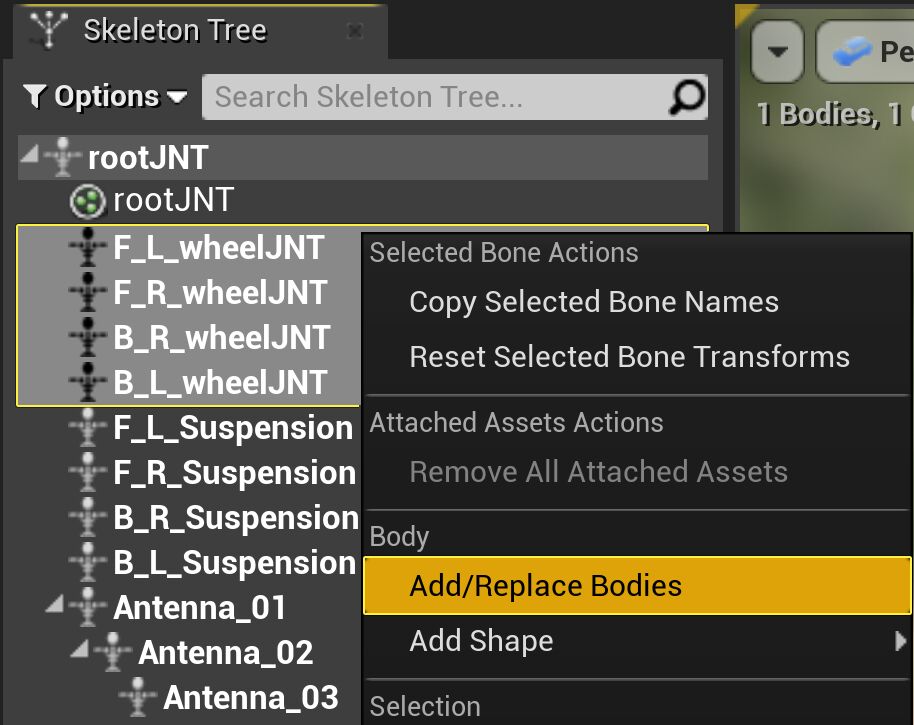 Skeleton Tree
Options
Search Skeleton Tree...
rootJNT
rootJNT
F_L_wheelJNT
F_R_wheelJNT
B_R_wheelJNT
B_L_wheelJNT
F_L_Suspension
F_R_Suspension
B_R_Suspension
B_L_Suspension
Antenna_01
Antenna_02
Antenna_03
Selected Bone Actions
Copy Selected Bone Names
Reset Selected Bone Transforms
Attached Assets Actions
Remove All Attached Assets
Body
Add/Replace Bodies
Add Shape
Selection
Pe
1 Bodies, 1